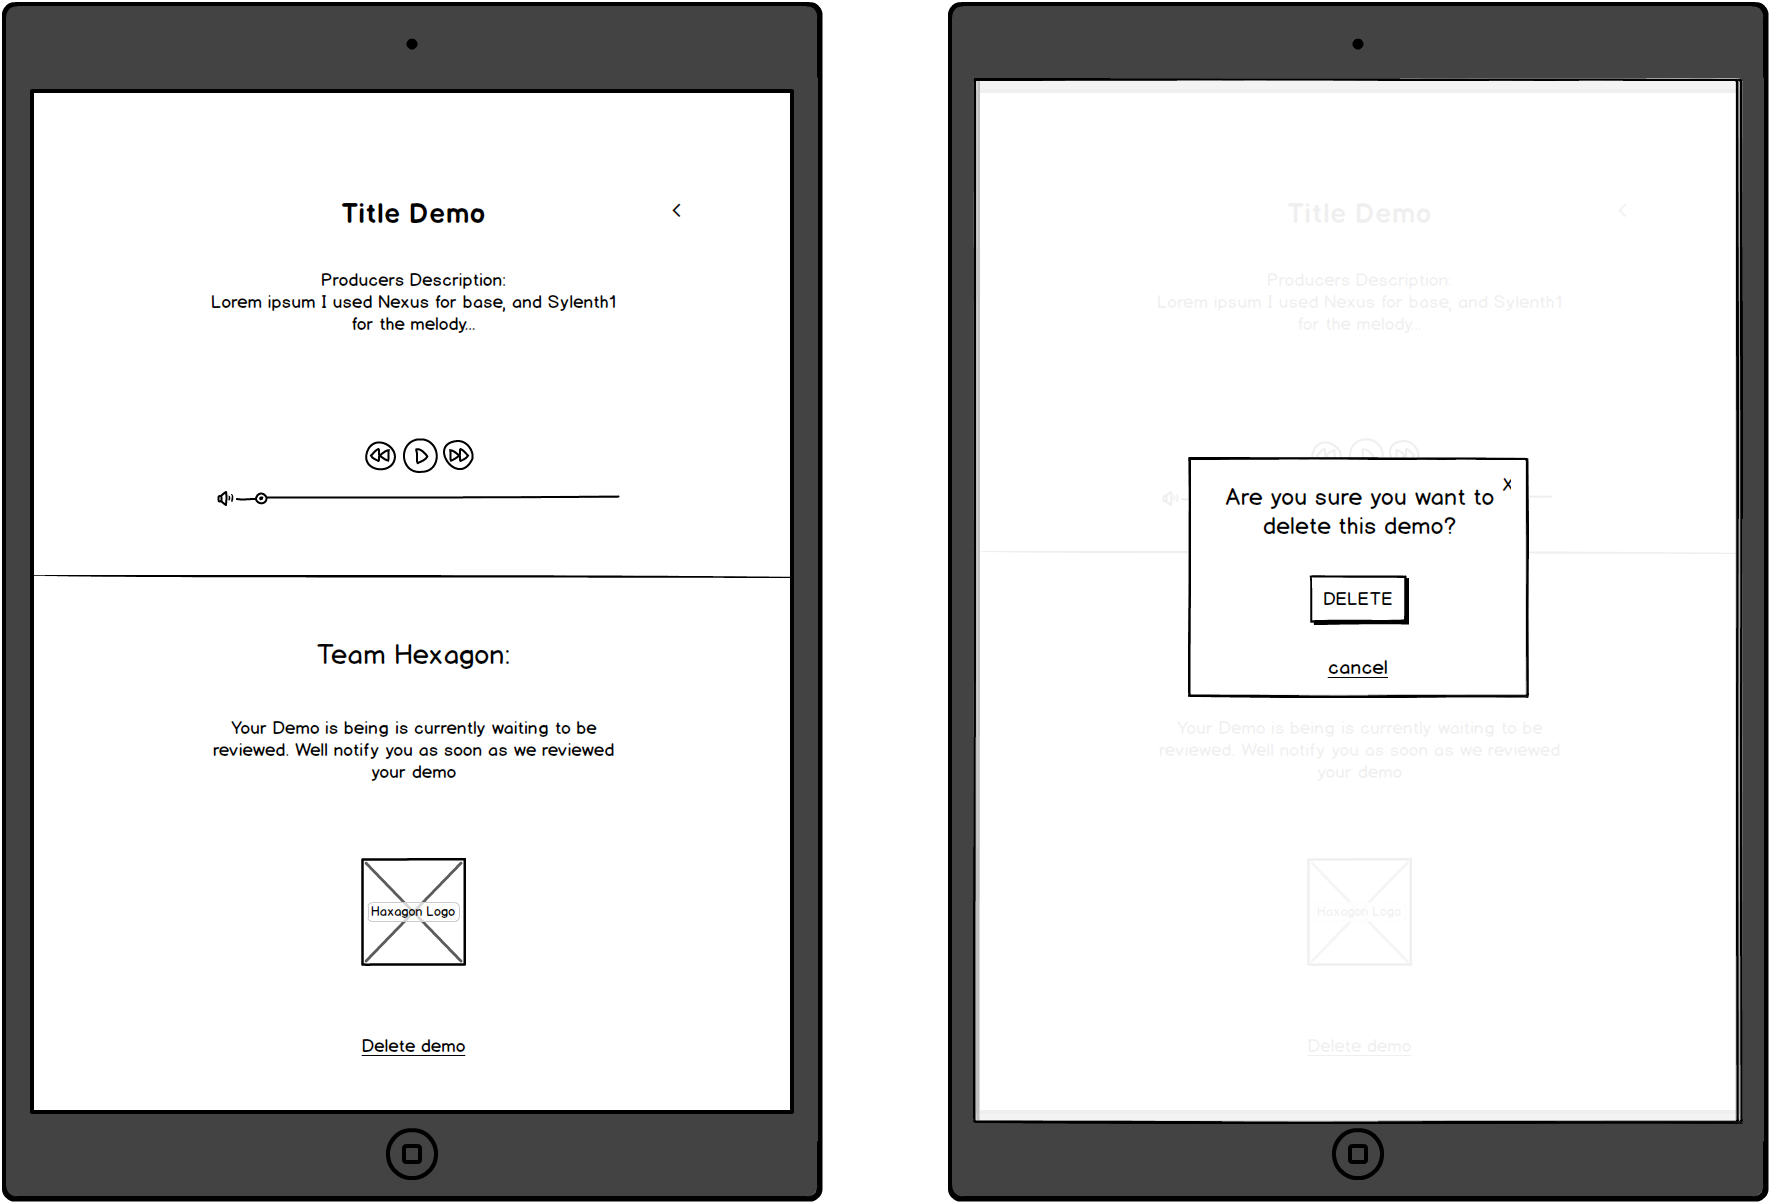 Title Demo
<
Producers Description:
Lorem ipsum I used Nexus for base, and Sylenth1
for the melody...
Team Hexagon:
Your Demo is being is currently waiting to be
reviewed. Well notify you as soon as we reviewed
your demo
Haxagon Logo
Delete demo
Title Demo
<
Producers Description:
Lorem ipsum I used Nexus for base, and Sylenth1
for the melody...
Are you sure you want to
delete this demo?
X
DELETE
cancel
Your Demo is being is currently waiting to be
reviewed. Well notify you as soon as we reviewed
your demo
Haxagon Logo
Delete demo